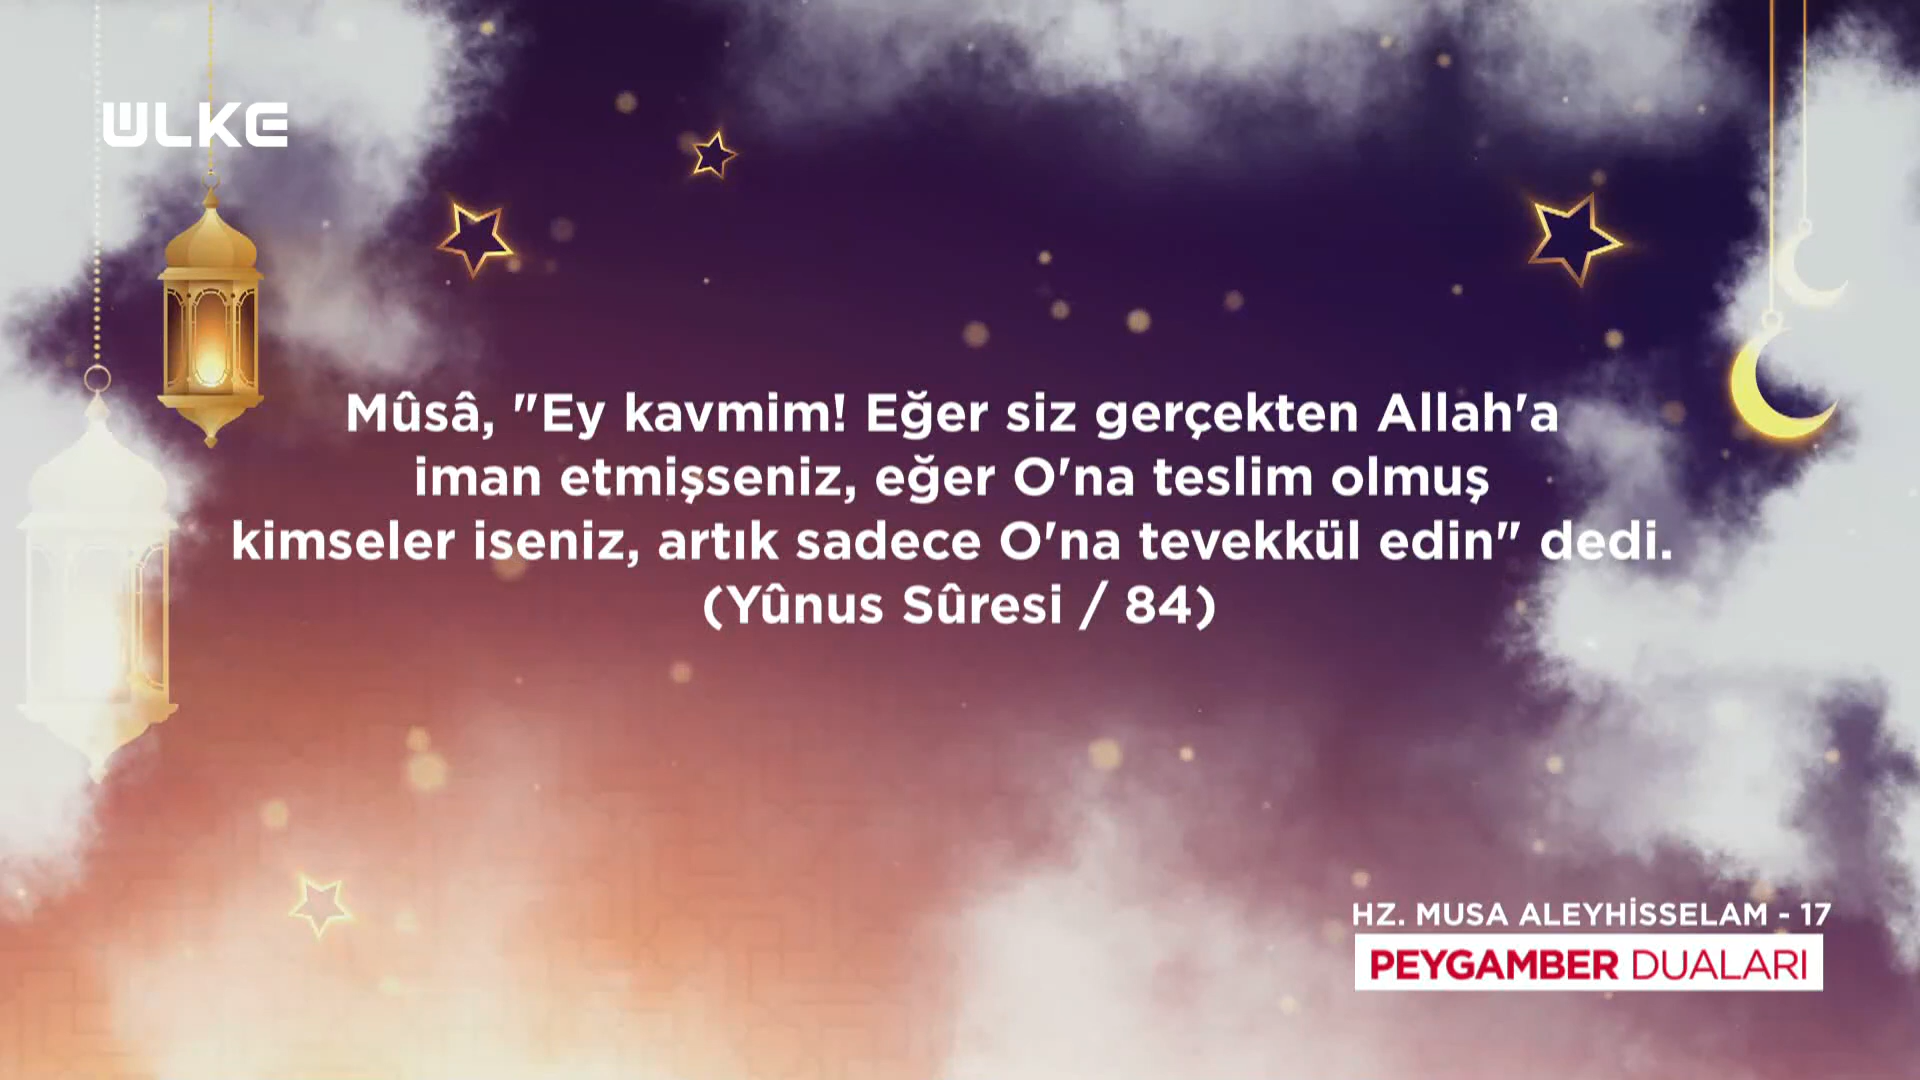 ULKE
Mûsâ, "Ey kavmim! Eğer siz gerçekten Allah'a
iman etmişseniz, eğer O'na teslim olmuş
kimseler iseniz, artık sadece O'na tevekkül edin" dedi.
(Yûnus Sûresi / 84)
HZ. MUSA ALEYHİSSELAM - 17
PEYGAMBER DUALARI